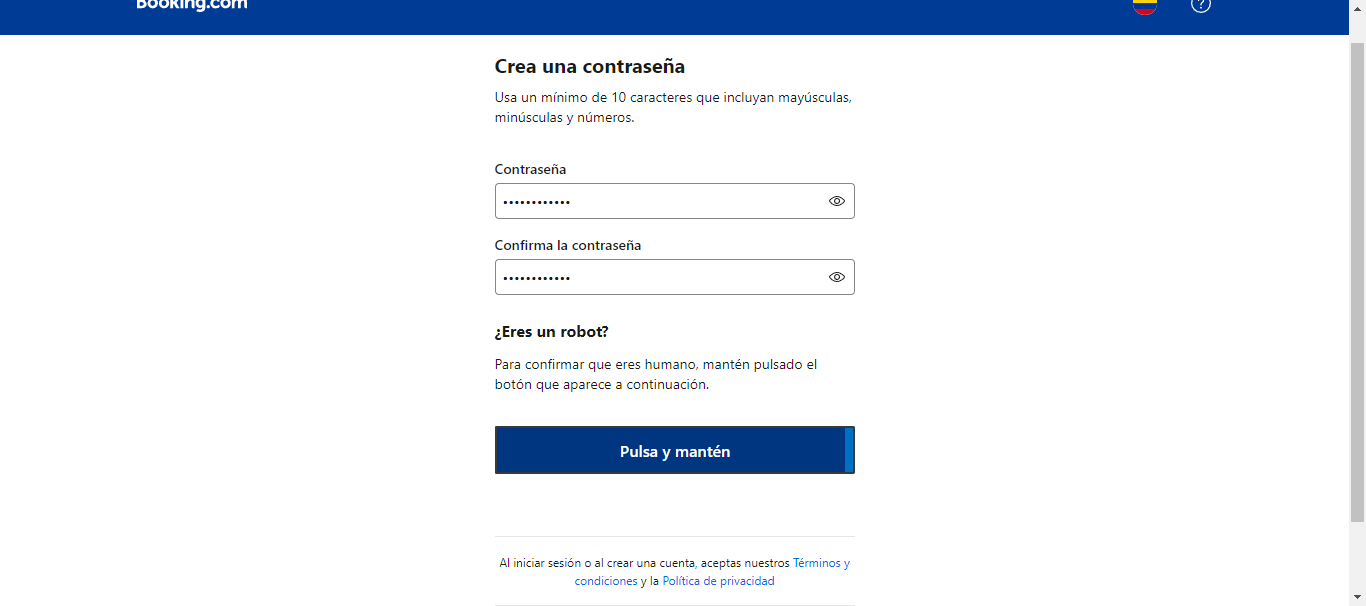 Booking.com
Crea una contraseña
Usa un mínimo de 10 caracteres que incluyan mayúsculas,
minúsculas y números.
Contraseña
••••••••••••
Confirma la contraseña
••••••••••••
¿Eres un robot?
Para confirmar que eres humano, mantén pulsado el
botón que aparece a continuación.
Pulsa y mantén
Al iniciar sesión o al crear una cuenta, aceptas nuestros Términos y
condiciones y la Política de privacidad